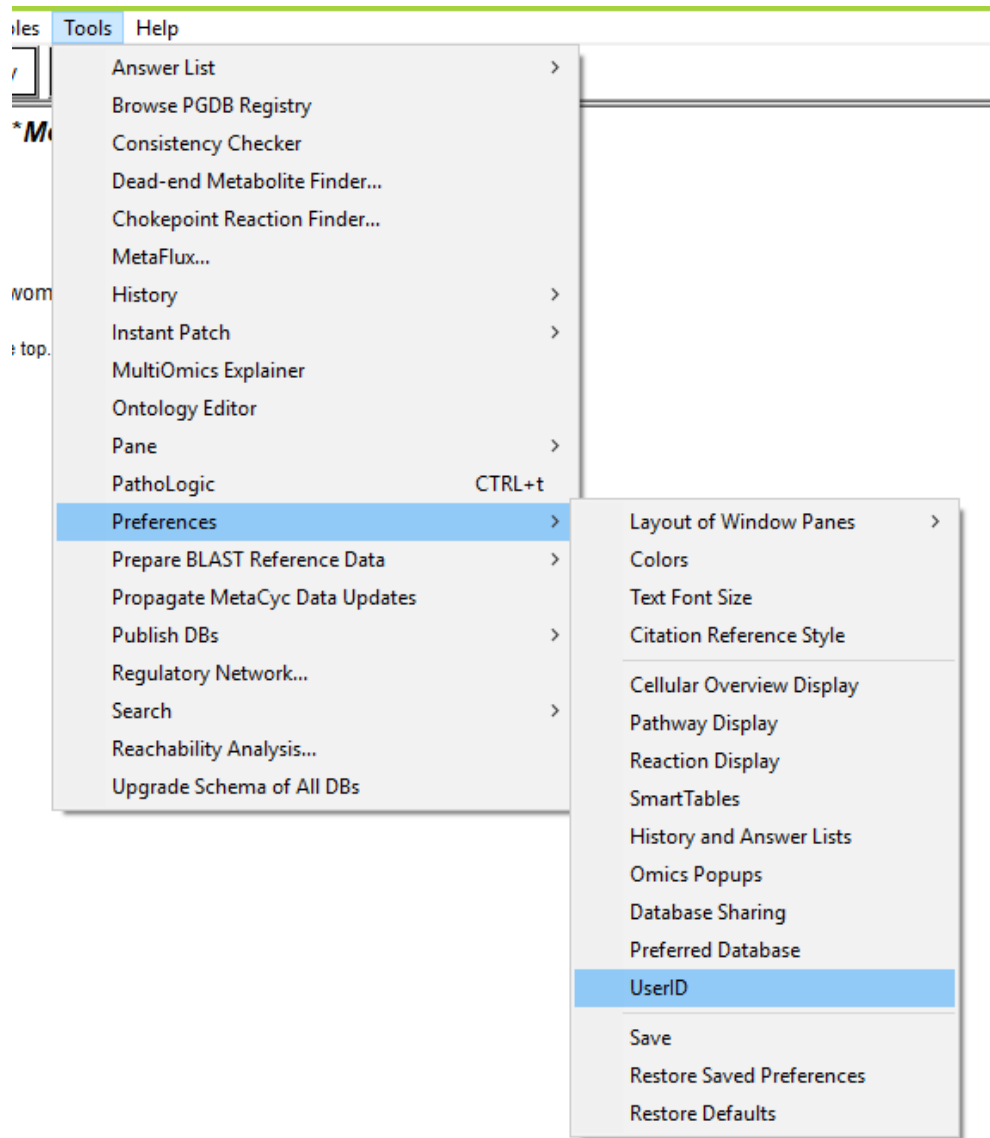 Tools Help
Answer List
Browse PGDB Registry
Consistency Checker
Dead-end Metabolite Finder...
Chokepoint Reaction Finder...
MetaFlux...
History
Instant Patch
e top.
MultiOmics Explainer
Ontology Editor
Pane
PathoLogic CTRL+t
Preferences
Prepare BLAST Reference Data
Propagate MetaCyc Data Updates
Publish DBs
Regulatory Network...
Search
Reachability Analysis...
Upgrade Schema of All DBs
Layout of Window Panes
Colors
Text Font Size
Citation Reference Style
Cellular Overview Display
Pathway Display
Reaction Display
SmartTables
History and Answer Lists
Omics Popups
Database Sharing
Preferred Database
UserID
Save
Restore Saved Preferences
Restore Defaults